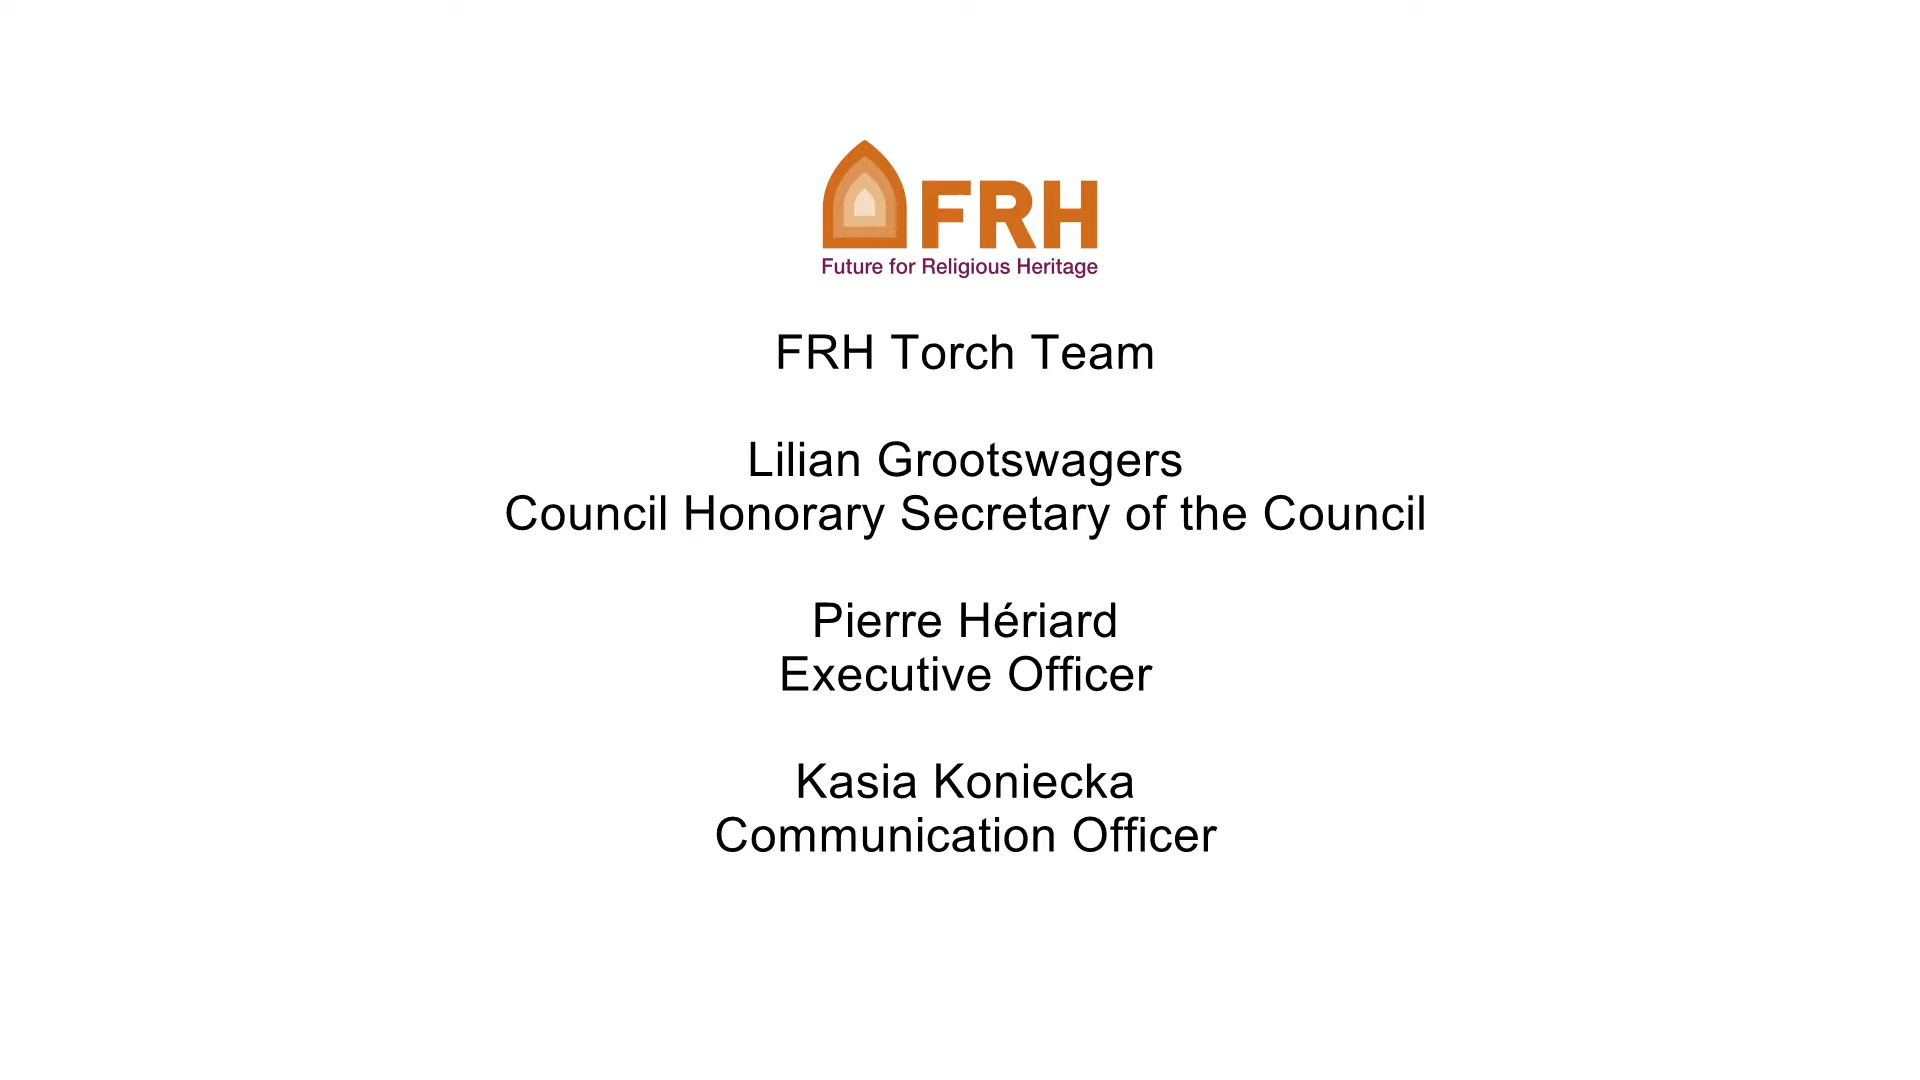 FRH
Future for Religious Heritage
FRH Torch Team
Lilian Grootswagers
Council Honorary Secretary of the Council
Pierre Hériard
Executive Officer
Kasia Koniecka
Communication Officer